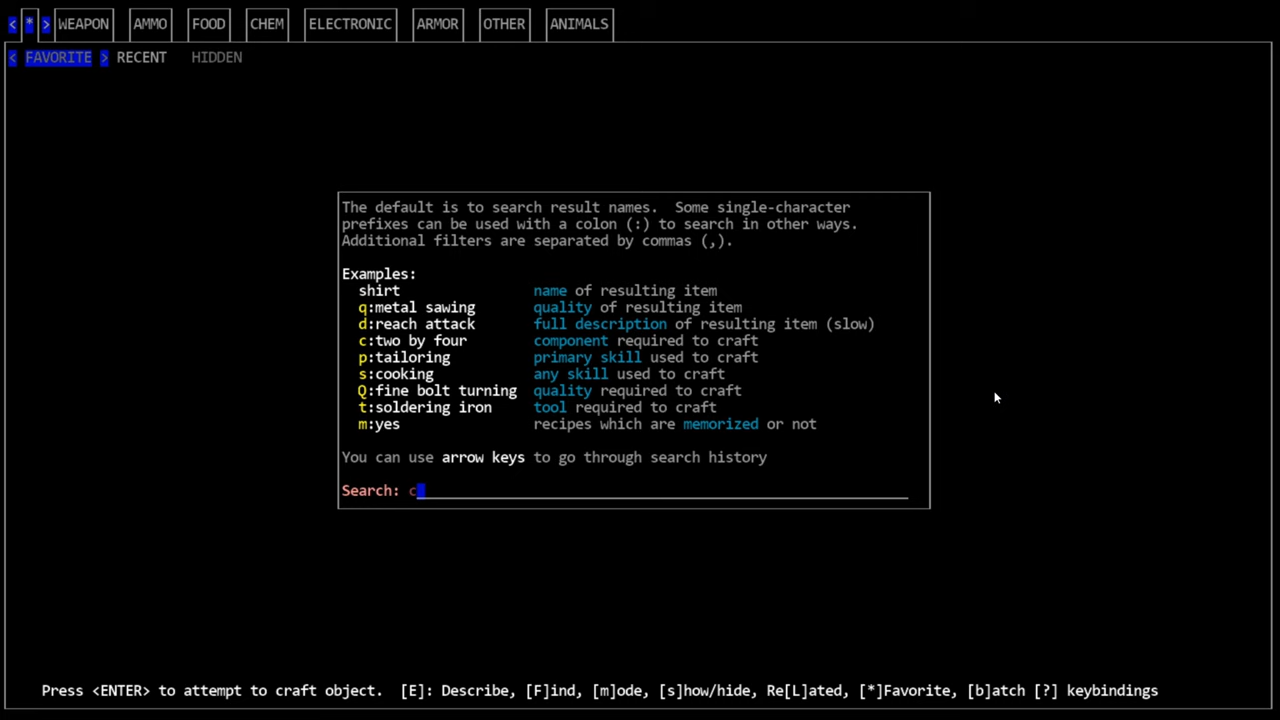 < * > WEAPON AMMO FOOD CHEM ELECTRONIC ARMOR OTHER ANIMALS
< FAVORITE > RECENT HIDDEN
The default is to search result names. Some single-character
prefixes can be used with a colon (:) to search in other ways.
Additional filters are separated by commas (,).
Examples:
shirt name of resulting item
q:metal sawing quality of resulting item
d:reach attack full description of resulting item (slow)
c:two by four component required to craft
p:tailoring primary skill used to craft
s:cooking any skill used to craft
Q:fine bolt turning quality required to craft
t:soldering iron tool required to craft
m:yes recipes which are memorized or not
You can use arrow keys to go through search history
Search: c
Press <ENTER> to attempt to craft object. [E]: Describe, [F]ind, [m]ode, [s]how/hide, Re[L]ated, [*]Favorite, [b]atch [?] keybindings